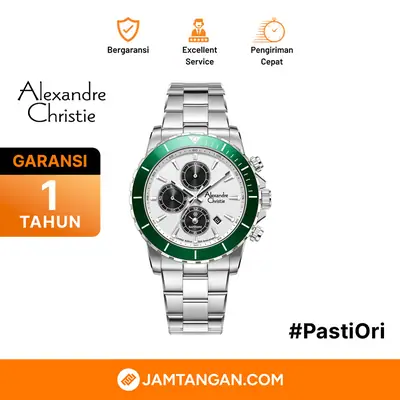 Bergaransi
Excellent
Service
Pengiriman
Cepat
Alexandre
Christie
GARANSI
1
TAHUN
Alexandre
Christie
#PastiOri
JAMTANGAN.COM